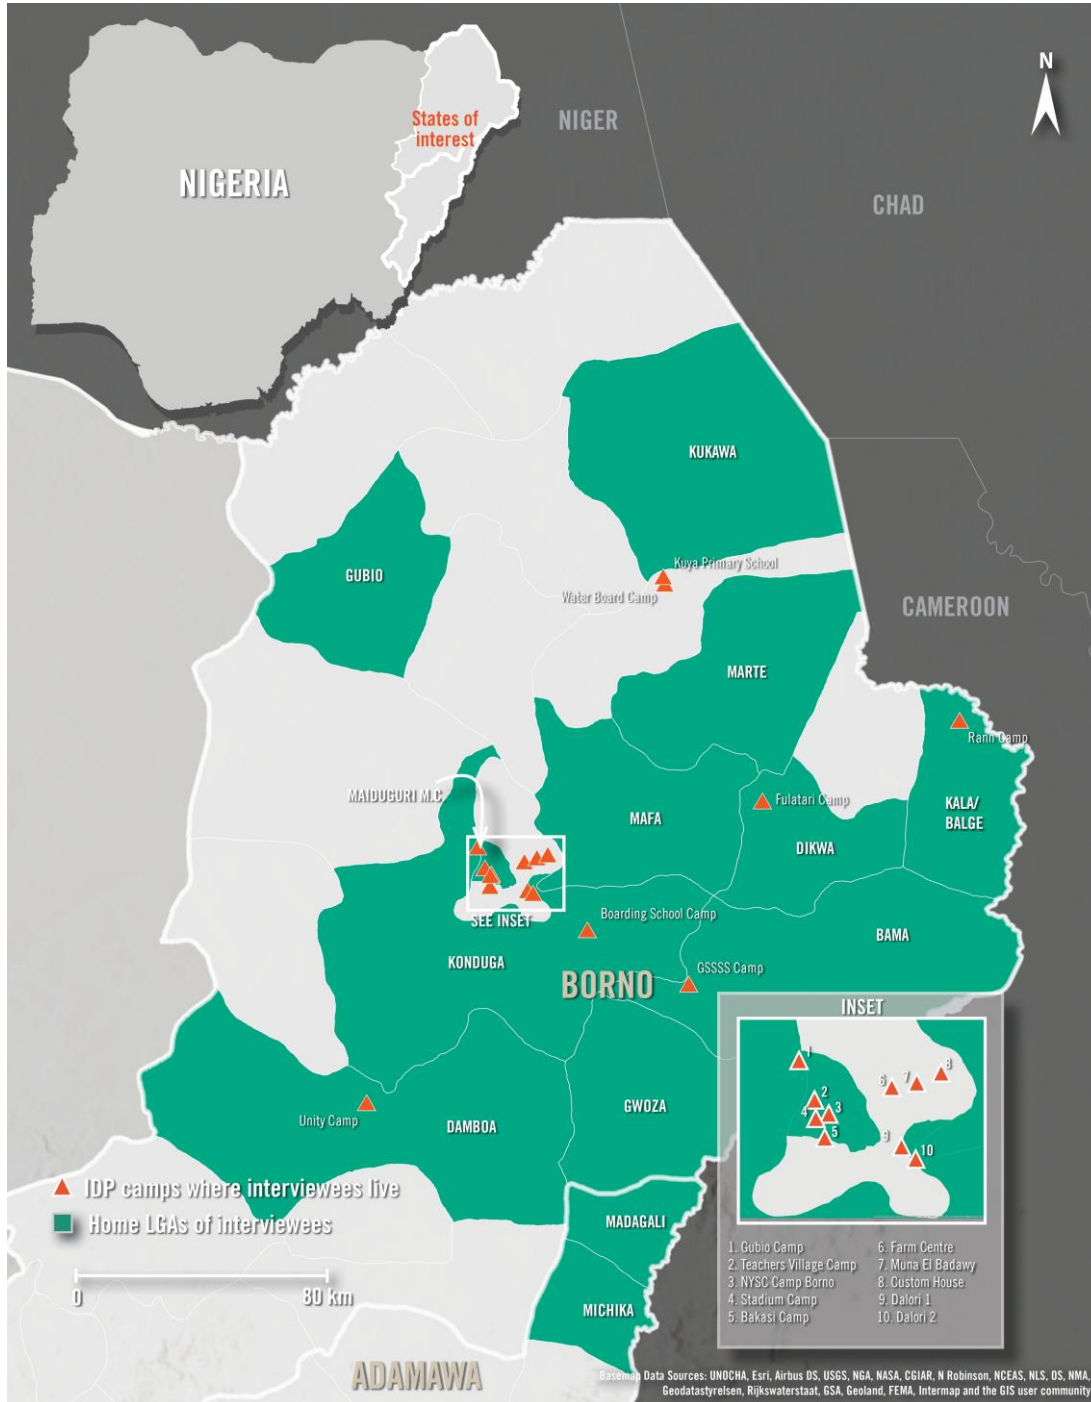 N
States of
interest
NIGER
NIGERIA
CHAD
KUKAWA
Kuya Primary School
GUBIO
Water Board Camp
CAMEROON
MARTE
Rann Camp
MAIDUGURI M.C.
Fulatari Camp
KALA/
BALGE
MAFA
DIKWA
SEE INSET
Boarding School Camp
BAMA
KONDUGA
GSSSS Camp
BORNO
INSET
1
8
7
6
2
3
4
5
9
10
GWOZA
Unity Camp
DAMBOA
IDP camps where interviewees live
Home LGAs of interviewees
MADAGALI
1. Gubio Camp
2. Teachers Village Camp
3. NYSC Camp Borno
4. Stadium Camp
5. Bakasi Camp
6. Farm Centre
7. Muna El Badawy
8. Custom House
9. Dalori 1
10. Dalori 2
0
80 km
MICHIKA
ADAMAWA
Basemap Data Sources: UNOCHA, Esri, Airbus DS, USGS, NGA, NASA, CGIAR, N Robinson, NCEAS, NLS, OS, NMA,
Geodatastyrelsen, Rijkswaterstaat, GSA, Geoland, FEMA, Intermap and the GIS user community